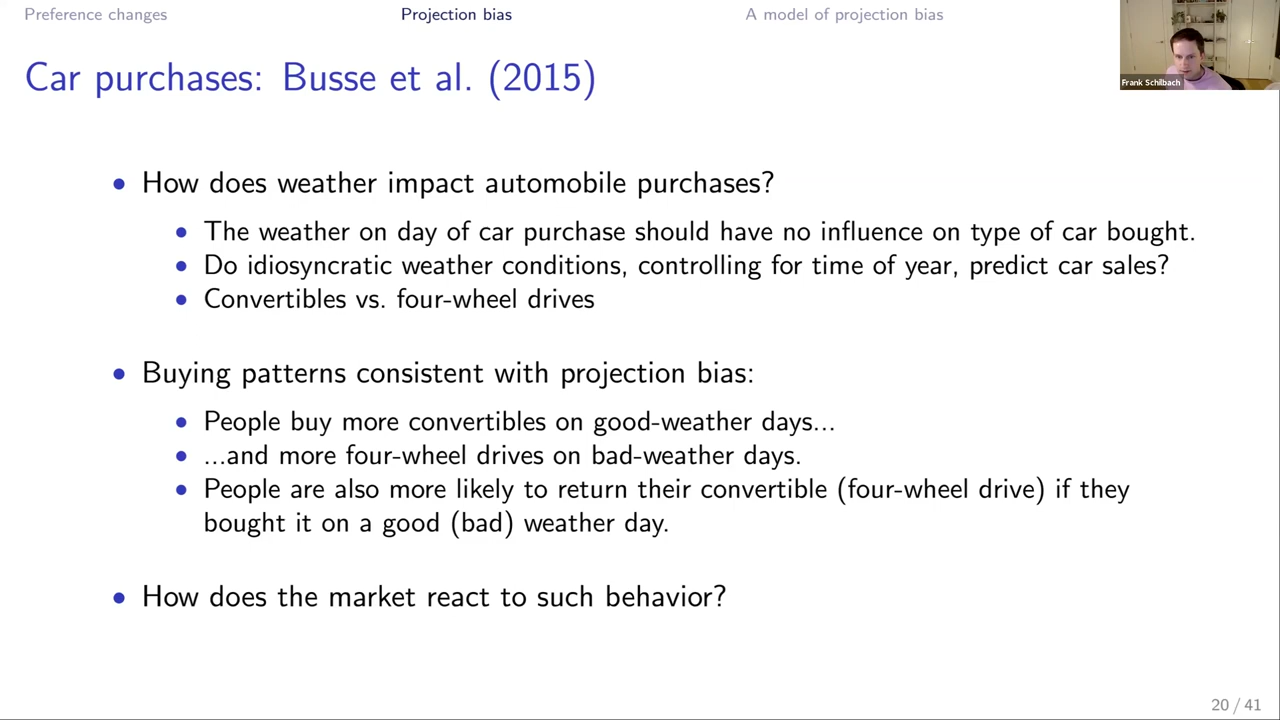 Preference changes
Projection bias
A model of projection bias
Frank Schilbach
Car purchases: Busse et al. (2015)
• How does weather impact automobile purchases?
• The weather on day of car purchase should have no influence on type of car bought.
• Do idiosyncratic weather conditions, controlling for time of year, predict car sales?
• Convertibles vs. four-wheel drives
• Buying patterns consistent with projection bias:
• People buy more convertibles on good-weather days...
• ...and more four-wheel drives on bad-weather days.
• People are also more likely to return their convertible (four-wheel drive) if they
bought it on a good (bad) weather day.
• How does the market react to such behavior?
20 / 41